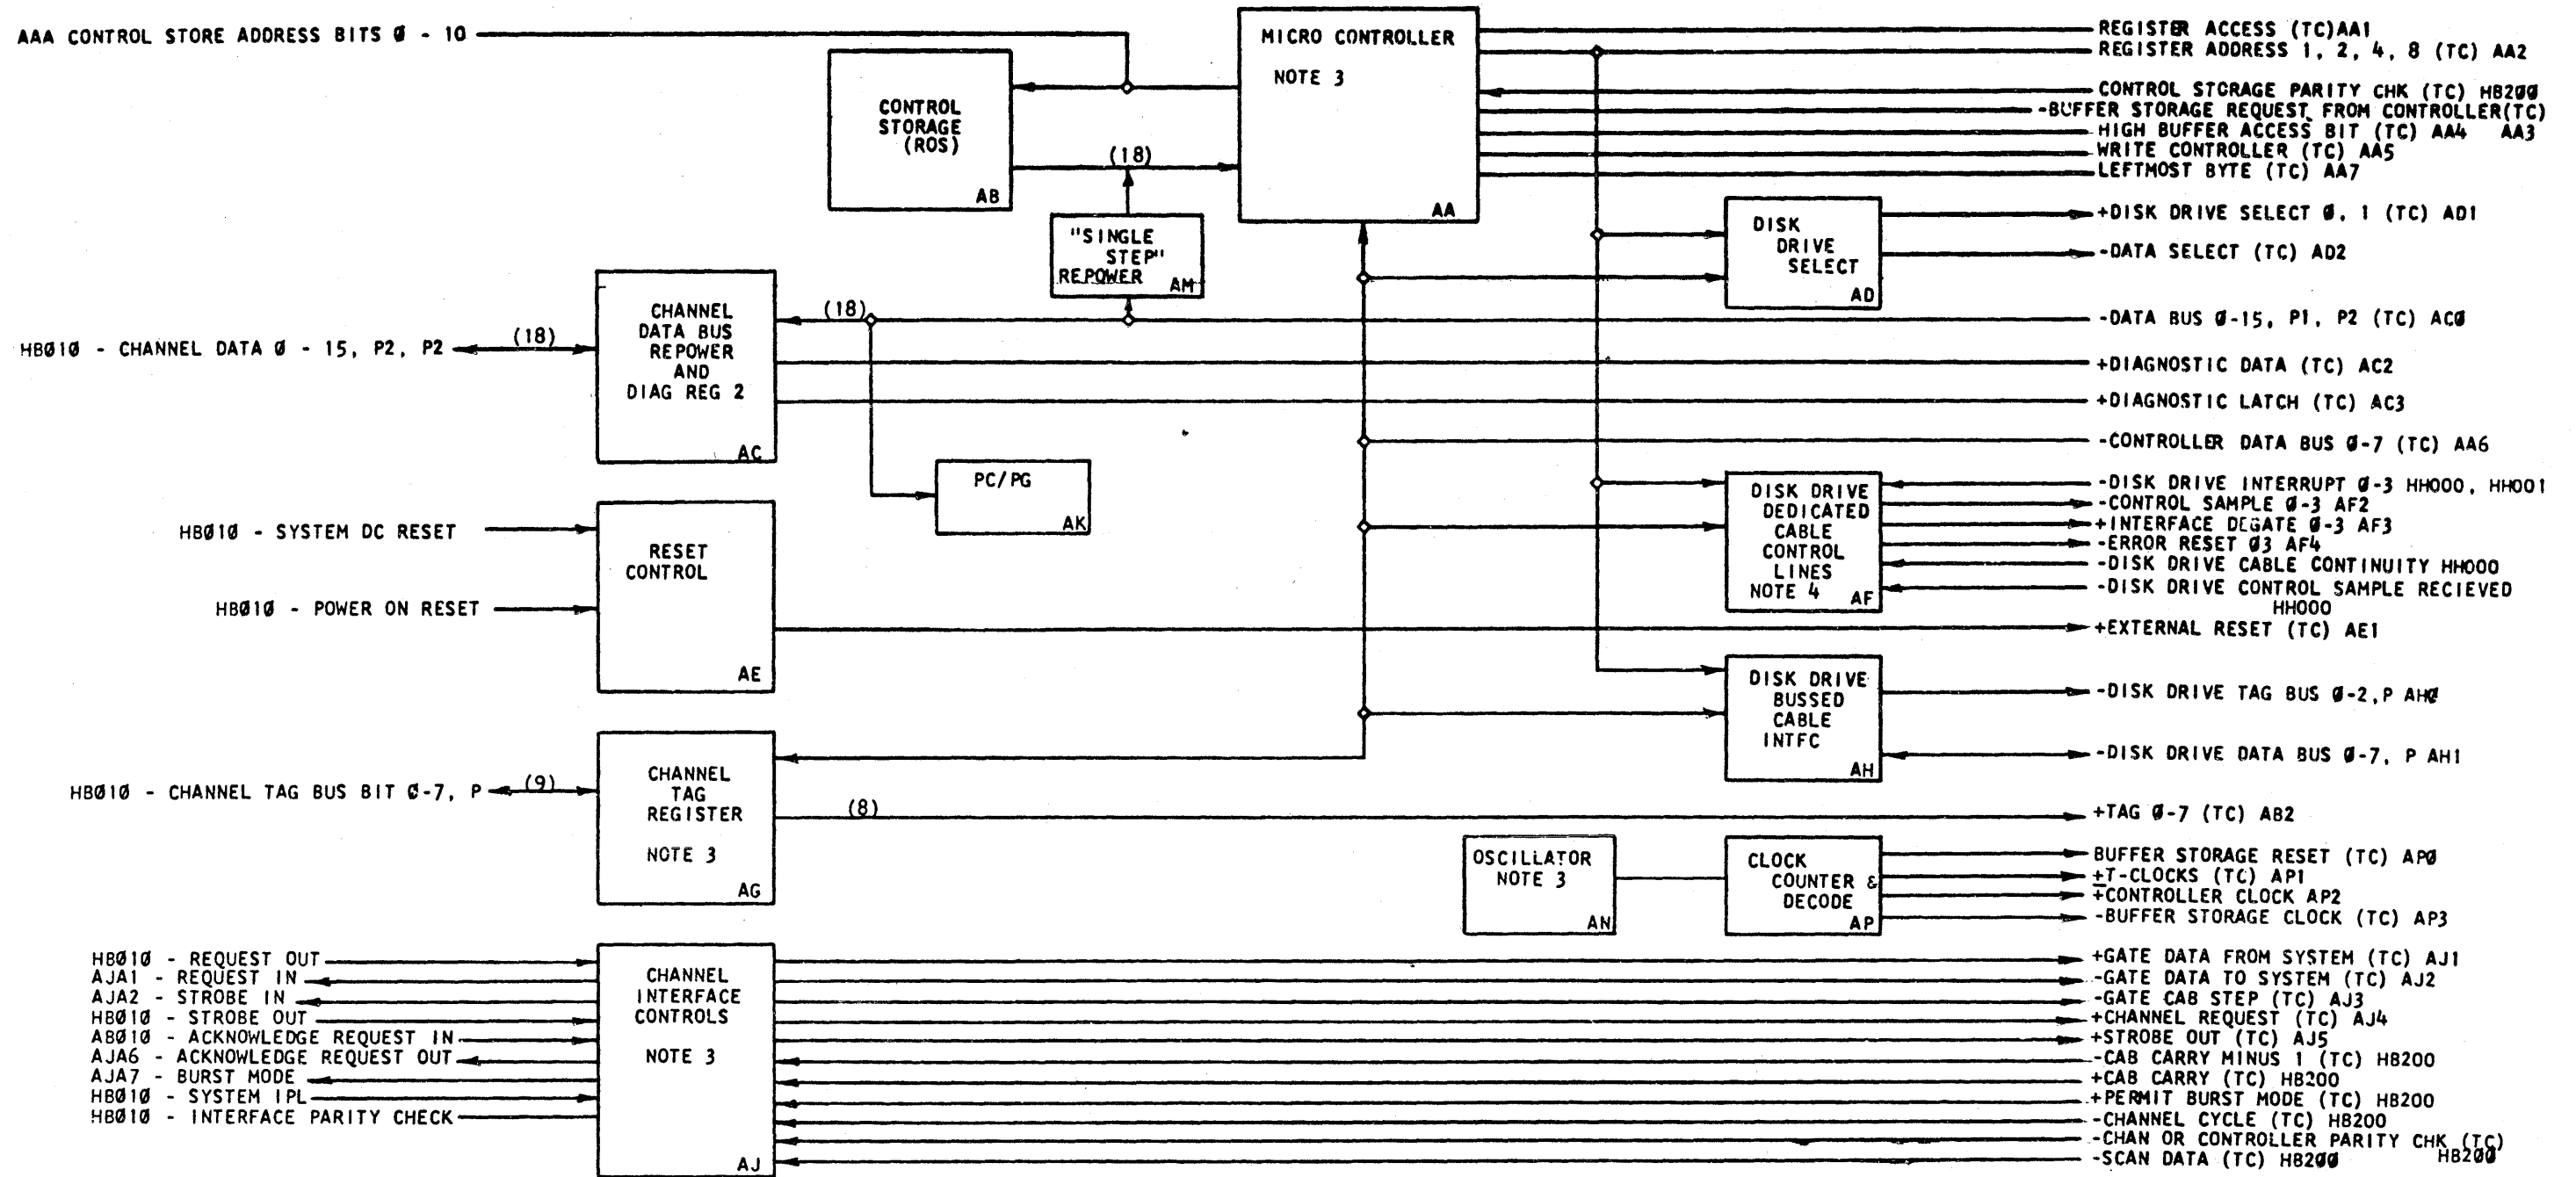 AAA CONTROL STORE ADDRESS BITS Ø - 10
CONTROL
STORAGE
(ROS)
AB
MICRO CONTROLLER
NOTE 3
AA
(18)
"SINGLE
STEP"
REPOWER
AM
REGISTER ACCESS (TC)AA1
REGISTER ADDRESS 1, 2, 4, 8 (TC) AA2
CONTROL STORAGE PARITY CHK (TC) HB2ØØ
-BUFFER STORAGE REQUEST FROM CONTROLLER(TC)
HIGH BUFFER ACCESS BIT (TC) AA4 AA3
WRITE CONTROLLER (TC) AA5
LEFTMOST BYTE (TC) AA7
DISK
DRIVE
SELECT
AD
+DISK DRIVE SELECT Ø, 1 (TC) AD1
-DATA SELECT (TC) AD2
HBØ1Ø - CHANNEL DATA Ø - 15, P2, P2
(18)
CHANNEL
DATA BUS
REPOWER
AND
DIAG REG 2
AC
(18)
-DATA BUS Ø-15, P1, P2 (TC) ACØ
+DIAGNOSTIC DATA (TC) AC2
+DIAGNOSTIC LATCH (TC) AC3
-CONTROLLER DATA BUS Ø-7 (TC) AA6
PC/PG
AK
HBØ1Ø - SYSTEM DC RESET
HBØ1Ø - POWER ON RESET
RESET
CONTROL
AE
DISK DRIVE
DEDICATED
CABLE
CONTROL
LINES
NOTE 4
AF
-DISK DRIVE INTERRUPT Ø-3 HH000, HH001
-CONTROL SAMPLE Ø-3 AF2
+INTERFACE DEGATE Ø-3 AF3
-ERROR RESET Ø3 AF4
-DISK DRIVE CABLE CONTINUITY HH000
-DISK DRIVE CONTROL SAMPLE RECIEVED
HH000
+EXTERNAL RESET (TC) AE1
DISK DRIVE
BUSSED
CABLE
INTFC
AH
-DISK DRIVE TAG BUS Ø-2,P AHØ
-DISK DRIVE DATA BUS Ø-7, P AH1
HBØ1Ø - CHANNEL TAG BUS BIT Ø-7, P
(9)
CHANNEL
TAG
REGISTER
NOTE 3
AG
(8)
+TAG Ø-7 (TC) AB2
OSCILLATOR
NOTE 3
AN
CLOCK
COUNTER &
DECODE
AP
BUFFER STORAGE RESET (TC) APØ
±T-CLOCKS (TC) AP1
+CONTROLLER CLOCK AP2
-BUFFER STORAGE CLOCK (TC) AP3
HBØ1Ø - REQUEST OUT
AJA1 - REQUEST IN
AJA2 - STROBE IN
HBØ1Ø - STROBE OUT
ABØ1Ø - ACKNOWLEDGE REQUEST IN
AJA6 - ACKNOWLEDGE REQUEST OUT
AJA7 - BURST MODE
HBØ1Ø - SYSTEM IPL
HBØ1Ø - INTERFACE PARITY CHECK
CHANNEL
INTERFACE
CONTROLS
NOTE 3
AJ
+GATE DATA FROM SYSTEM (TC) AJ1
-GATE DATA TO SYSTEM (TC) AJ2
-GATE CAB STEP (TC) AJ3
+CHANNEL REQUEST (TC) AJ4
+STROBE OUT (TC) AJ5
-CAB CARRY MINUS 1 (TC) HB200
+CAB CARRY (TC) HB200
+PERMIT BURST MODE (TC) HB200
-CHANNEL CYCLE (TC) HB200
-CHAN OR CONTROLLER PARITY CHK (TC)
-SCAN DATA (TC) HB2ØØ HB2ØØ